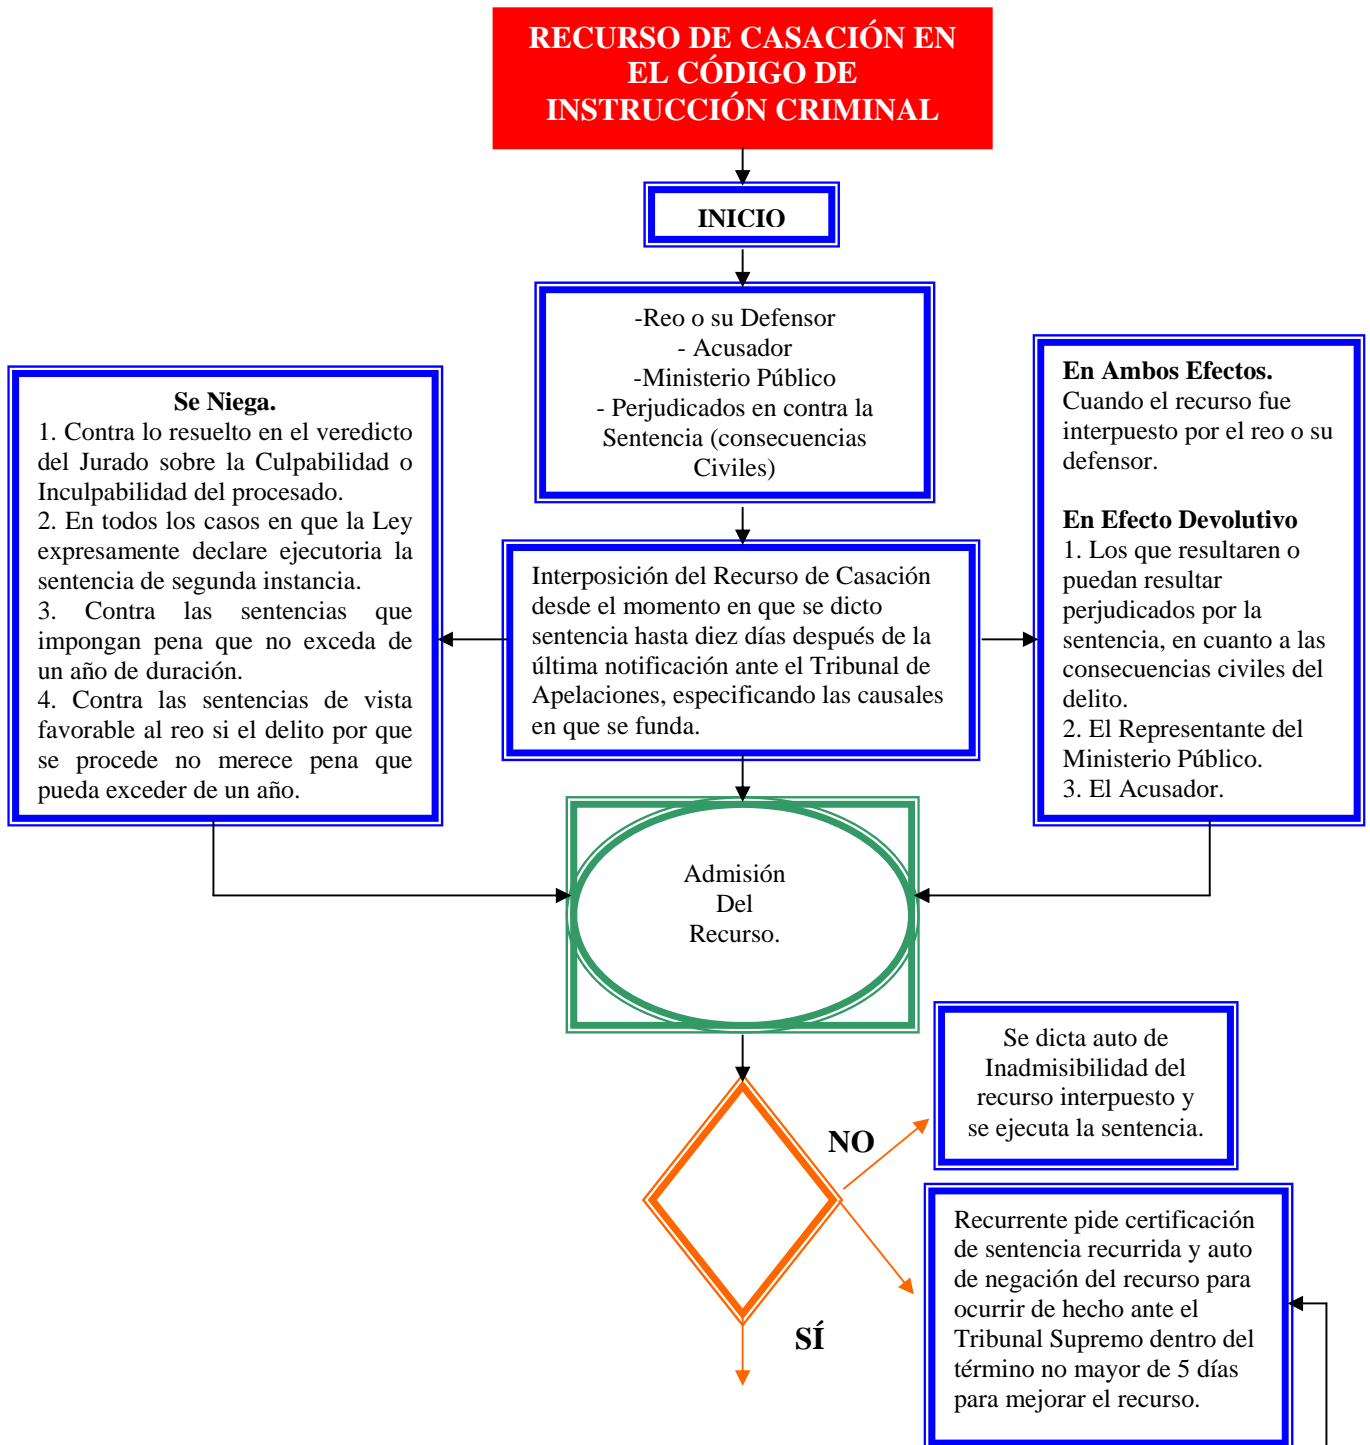 RECURSO DE CASACIÓN EN
EL CÓDIGO DE
INSTRUCCIÓN CRIMINAL
INICIO
-Reo o su Defensor
- Acusador
-Ministerio Público
- Perjudicados en contra la
Sentencia (consecuencias
Civiles)
Se Niega.
1. Contra lo resuelto en el veredicto
del Jurado sobre la Culpabilidad o
Inculpabilidad del procesado.
2. En todos los casos en que la Ley
expresamente declare ejecutoria la
sentencia de segunda instancia.
3. Contra las sentencias que
impongan pena que no exceda de
un año de duración.
4. Contra las sentencias de vista
favorable al reo si el delito por que
se procede no merece pena que
pueda exceder de un año.
Interposición del Recurso de Casación
desde el momento en que se dicto
sentencia hasta diez días después de la
última notificación ante el Tribunal de
Apelaciones, especificando las causales
en que se funda.
En Ambos Efectos.
Cuando el recurso fue
interpuesto por el reo o su
defensor.
En Efecto Devolutivo
1. Los que resultaren o
puedan resultar
perjudicados por la
sentencia, en cuanto a las
consecuencias civiles del
delito.
2. El Representante del
Ministerio Público.
3. El Acusador.
Admisión
Del
Recurso.
NO
Se dicta auto de
Inadmisibilidad del
recurso interpuesto y
se ejecuta la sentencia.
Recurrente pide certificación
de sentencia recurrida y auto
de negación del recurso para
ocurrir de hecho ante el
Tribunal Supremo dentro del
término no mayor de 5 días
para mejorar el recurso.
SÍ